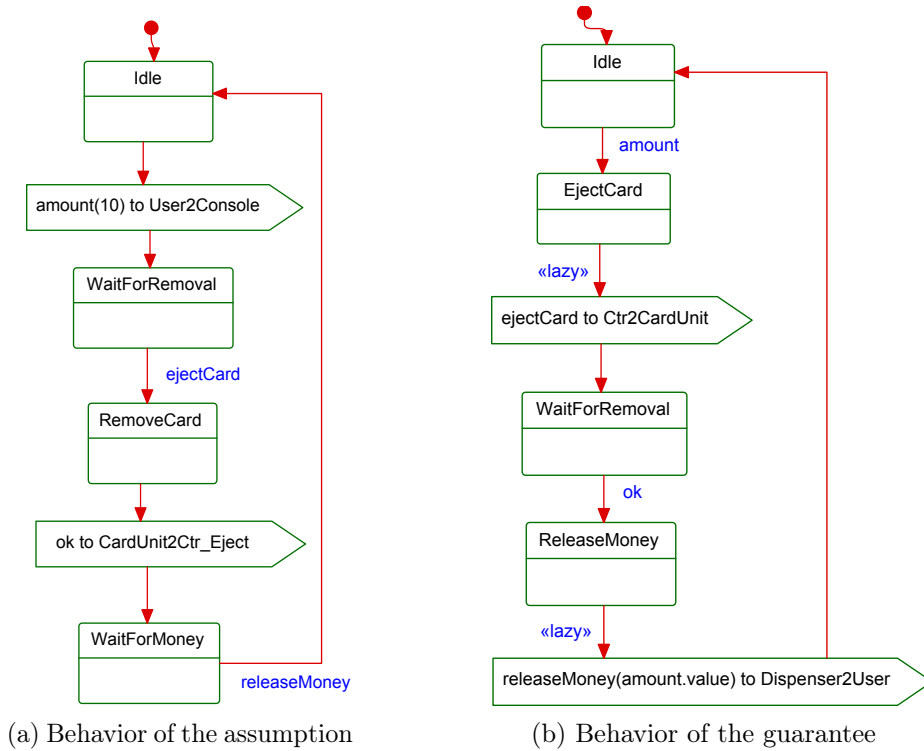 Idle
amount(10) to User2Console
WaitForRemoval
ejectCard
RemoveCard
ok to CardUnit2Ctr_Eject
WaitForMoney
releaseMoney
(a) Behavior of the assumption
Idle
amount
EjectCard
«lazy»
ejectCard to Ctr2CardUnit
WaitForRemoval
ok
ReleaseMoney
«lazy»
releaseMoney(amount.value) to Dispenser2User
(b) Behavior of the guarantee